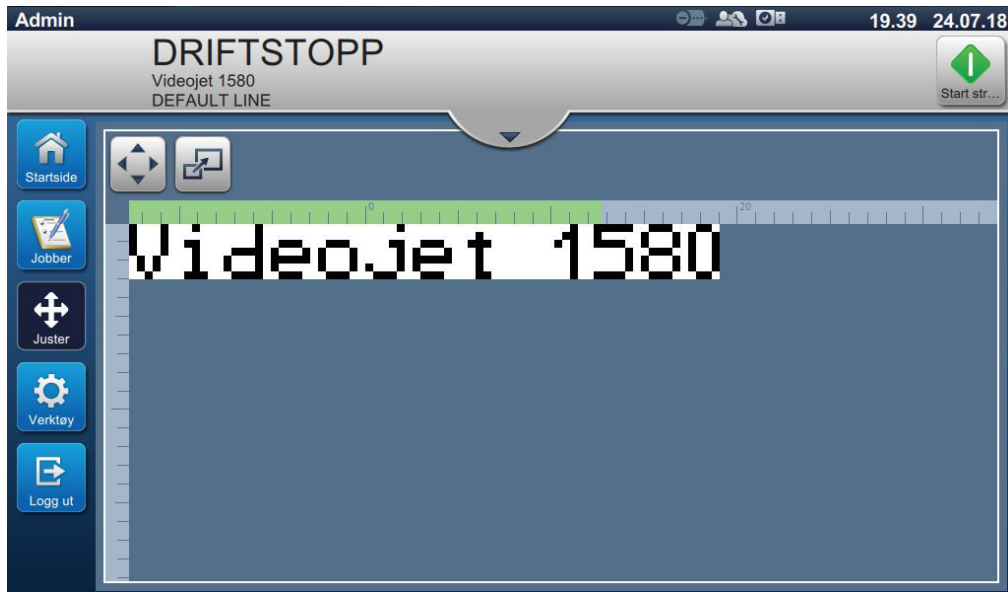 Admin 19.39 24.07.18
DRIFTSTOPP
Videojet 1580
DEFAULT LINE
Start str...
Startside
Jobber
Juster
Verktøy
Logg ut
0 20
Videojet 1580